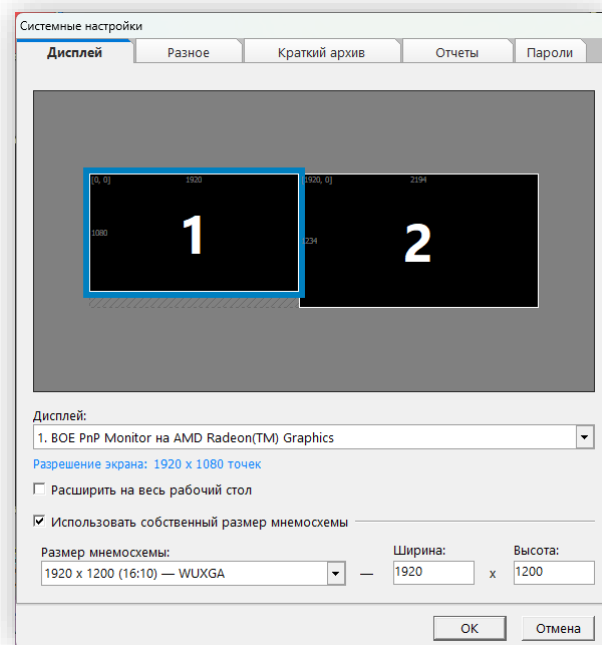 Системные настройки
Дисплей Разное Краткий архив Отчеты Пароли
[0, 0] 1920 [1920, 0] 2194
1080 1 1234 2
Дисплей:
1. BOE PnP Monitor на AMD Radeon(TM) Graphics
Разрешение экрана: 1920 x 1080 точек
Расширить на весь рабочий стол
Использовать собственный размер мнемосхемы
Размер мнемосхемы: Ширина: Высота:
1920 x 1200 (16:10) — WUXGA — 1920 x 1200
OK Отмена